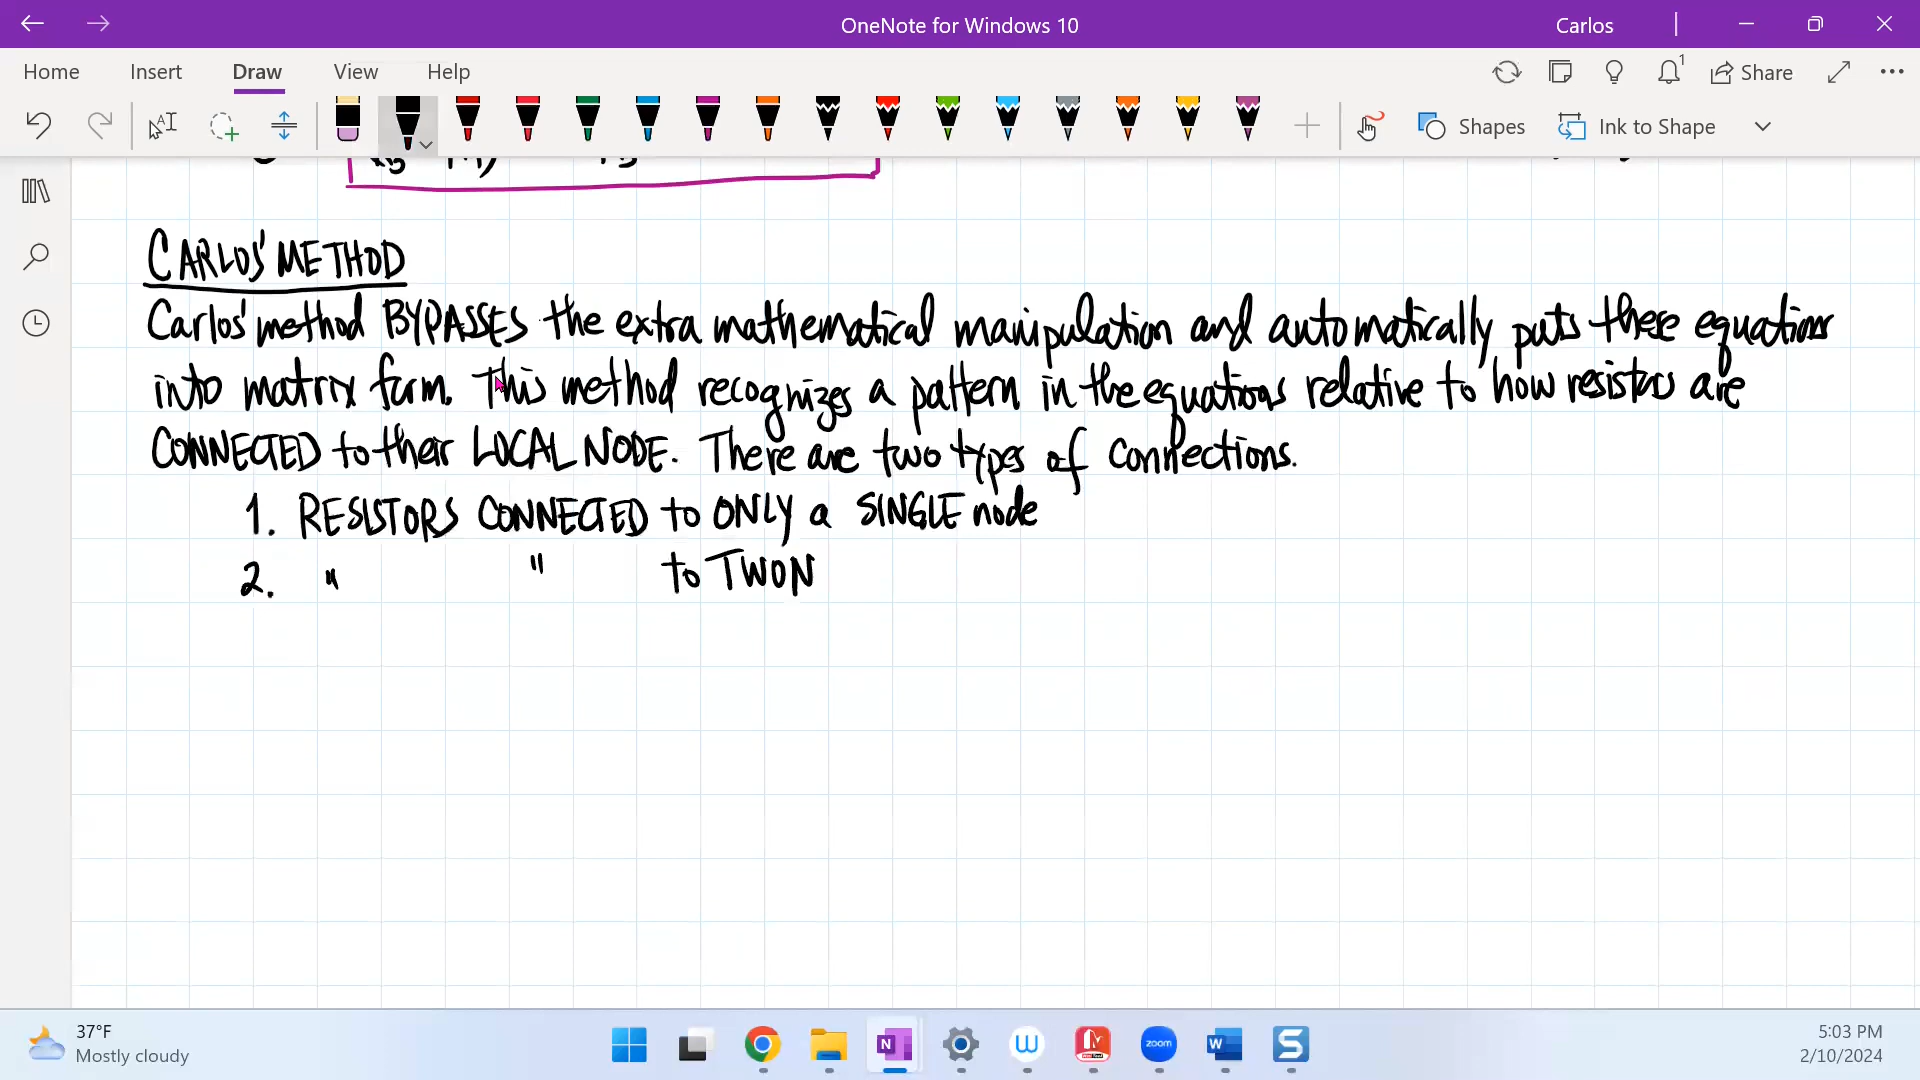 OneNote for Windows 10
Carlos
Home Insert Draw View Help
1
Share
Shapes
Ink to Shape
CARLOS' METHOD
Carlos' method BYPASSES the extra mathematical manipulation and automatically puts these equations
into matrix form. This method recognizes a pattern in the equations relative to how resistors are
CONNECTED to their LOCAL NODE. There are two types of connections.
1. RESISTORS CONNECTED to ONLY a SINGLE node
2. " " to TWO N
37°F
Mostly cloudy
N
W
zoom
W
S
5:03 PM
2/10/2024